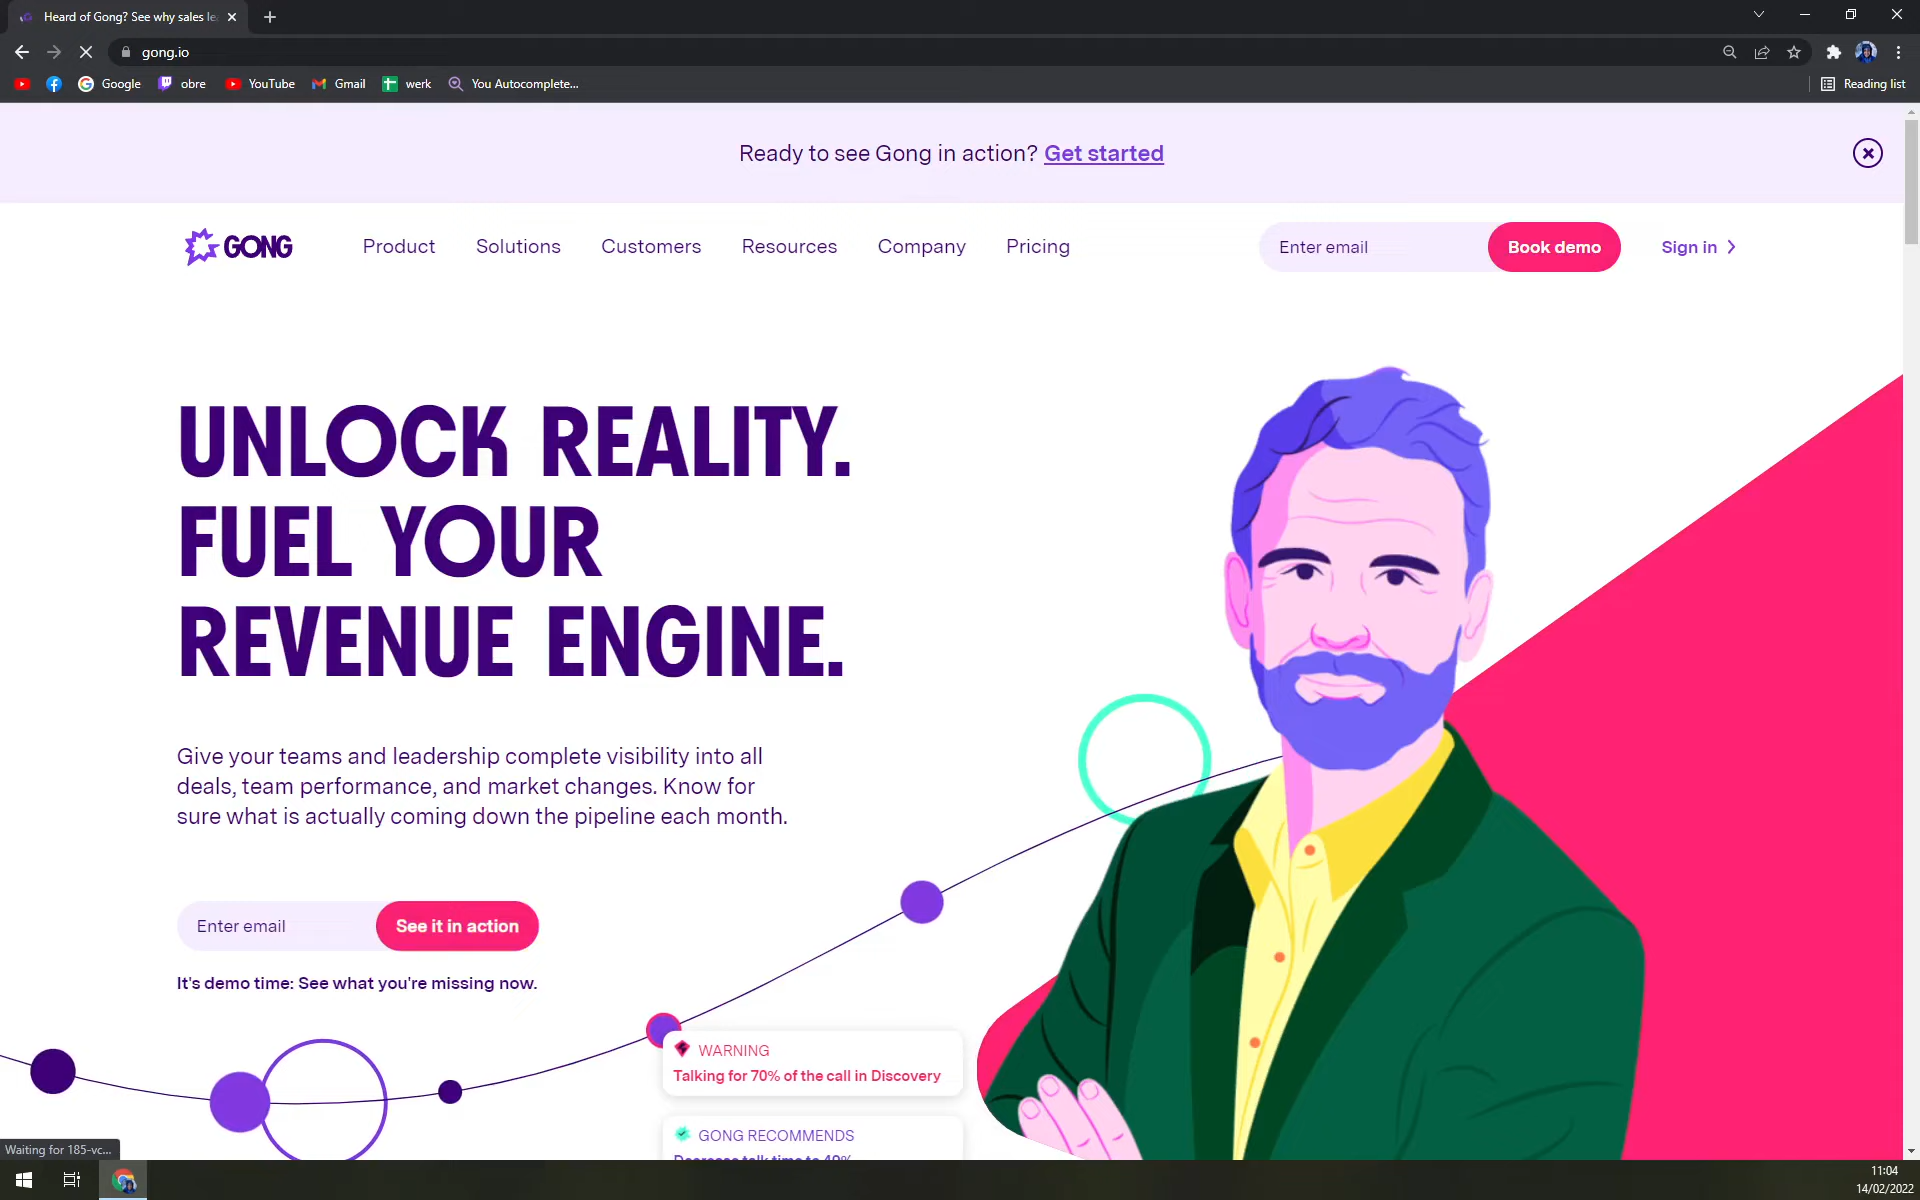 Heard of Gong? See why sales le
gong.io
Google
obre
YouTube
Gmail
werk
You Autocomplete...
Reading list
Ready to see Gong in action? Get started
GONG
Product
Solutions
Customers
Resources
Company
Pricing
Enter email
Book demo
Sign in
UNLOCK REALITY.
FUEL YOUR
REVENUE ENGINE.
Give your teams and leadership complete visibility into all
deals, team performance, and market changes. Know for
sure what is actually coming down the pipeline each month.
Enter email
See it in action
It's demo time: See what you're missing now.
WARNING
Talking for 70% of the call in Discovery
GONG RECOMMENDS
Decrease talk time to 40%
Waiting for 185-vc...
11:04
14/02/2022